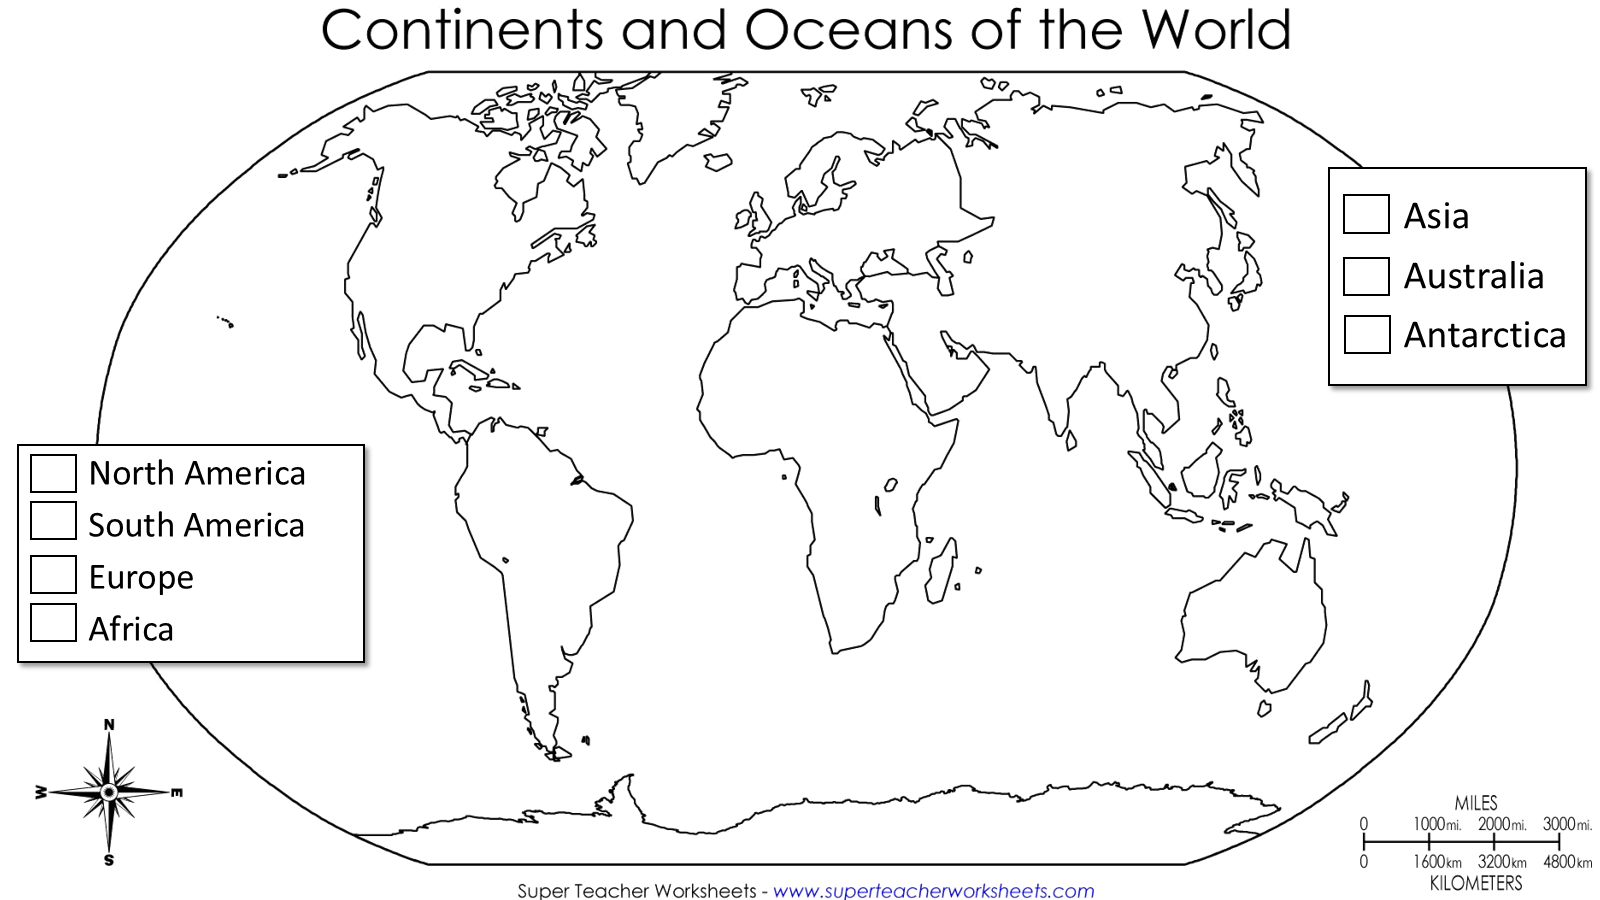 Continents and Oceans of the World
Asia
Australia
Antarctica
North America
South America
Europe
Africa
N
W
E
S
MILES
0 1000mi. 2000mi. 3000mi.
0 1600km 3200km 4800km
KILOMETERS
Super Teacher Worksheets - www.superteacherworksheets.com